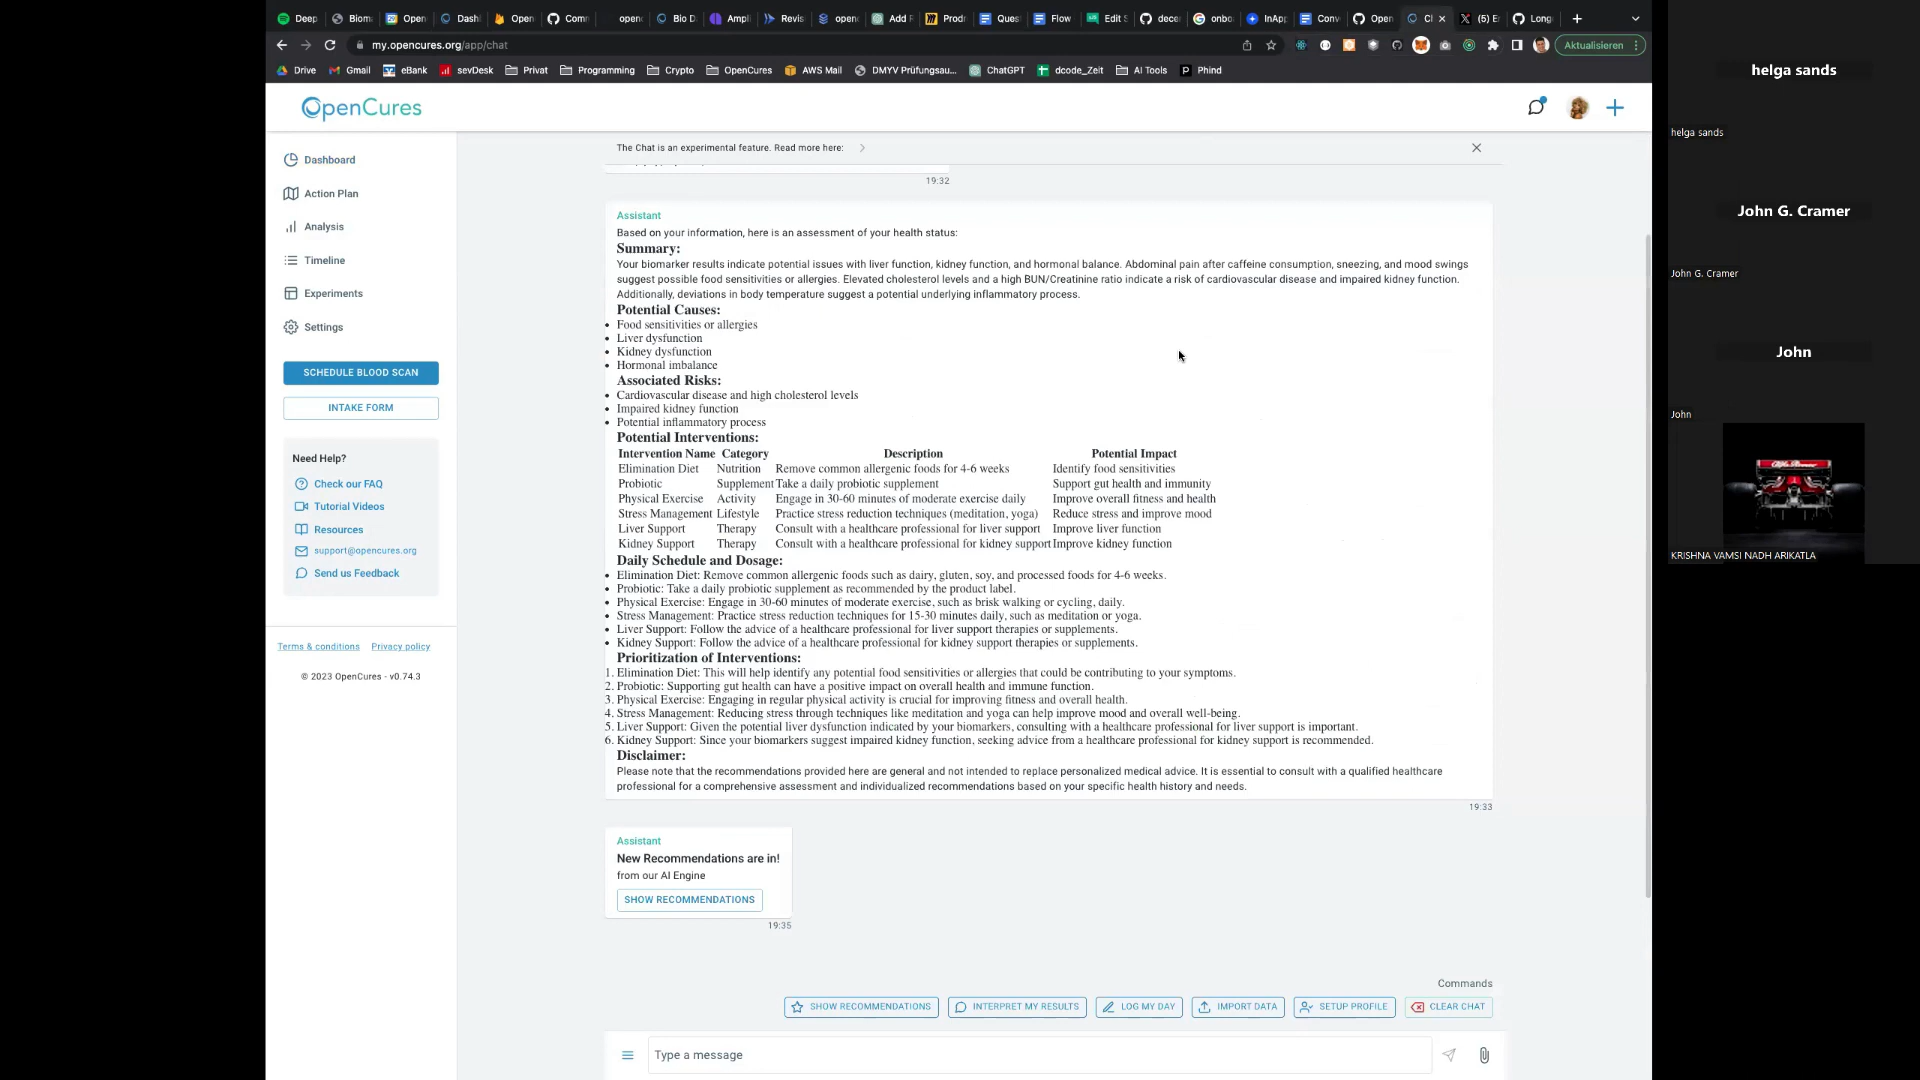 Deep
Biom
Open
Dash
Open
Comm
openc
Bio D
Ampli
Revis
openc
Add F
Prodr
Ques
Flow
Edit S
decer
onbo
InApp
Conv
Open
Cl
(5) E
Long
my.opencures.org/app/chat
Aktualisieren
Drive
Gmail
eBank
sevDesk
Privat
Programming
Crypto
OpenCures
AWS Mail
DMYV Prüfungsau...
ChatGPT
dcode_Zeit
AI Tools
Phind
OpenCures
Dashboard
Action Plan
Analysis
Timeline
Experiments
Settings
SCHEDULE BLOOD SCAN
INTAKE FORM
Need Help?
Check our FAQ
Tutorial Videos
Resources
support@opencures.org
Send us Feedback
Terms & conditions Privacy policy
© 2023 OpenCures - v0.74.3
The Chat is an experimental feature. Read more here:
19:32
Assistant
Based on your information, here is an assessment of your health status:
Summary:
Your biomarker results indicate potential issues with liver function, kidney function, and hormonal balance. Abdominal pain after caffeine consumption, sneezing, and mood swings
suggest possible food sensitivities or allergies. Elevated cholesterol levels and a high BUN/Creatinine ratio indicate a risk of cardiovascular disease and impaired kidney function.
Additionally, deviations in body temperature suggest a potential underlying inflammatory process.
Potential Causes:
• Food sensitivities or allergies
• Liver dysfunction
• Kidney dysfunction
• Hormonal imbalance
Associated Risks:
• Cardiovascular disease and high cholesterol levels
• Impaired kidney function
• Potential inflammatory process
Potential Interventions:
Intervention Name Category Description Potential Impact
Elimination Diet Nutrition Remove common allergenic foods for 4-6 weeks Identify food sensitivities
Probiotic Supplement Take a daily probiotic supplement Support gut health and immunity
Physical Exercise Activity Engage in 30-60 minutes of moderate exercise daily Improve overall fitness and health
Stress Management Lifestyle Practice stress reduction techniques (meditation, yoga) Reduce stress and improve mood
Liver Support Therapy Consult with a healthcare professional for liver support Improve liver function
Kidney Support Therapy Consult with a healthcare professional for kidney support Improve kidney function
Daily Schedule and Dosage:
• Elimination Diet: Remove common allergenic foods such as dairy, gluten, soy, and processed foods for 4-6 weeks.
• Probiotic: Take a daily probiotic supplement as recommended by the product label.
• Physical Exercise: Engage in 30-60 minutes of moderate exercise, such as brisk walking or cycling, daily.
• Stress Management: Practice stress reduction techniques for 15-30 minutes daily, such as meditation or yoga.
• Liver Support: Follow the advice of a healthcare professional for liver support therapies or supplements.
• Kidney Support: Follow the advice of a healthcare professional for kidney support therapies or supplements.
Prioritization of Interventions:
1. Elimination Diet: This will help identify any potential food sensitivities or allergies that could be contributing to your symptoms.
2. Probiotic: Supporting gut health can have a positive impact on overall health and immune function.
3. Physical Exercise: Engaging in regular physical activity is crucial for improving fitness and overall health.
4. Stress Management: Reducing stress through techniques like meditation and yoga can help improve mood and overall well-being.
5. Liver Support: Given the potential liver dysfunction indicated by your biomarkers, consulting with a healthcare professional for liver support is important.
6. Kidney Support: Since your biomarkers suggest impaired kidney function, seeking advice from a healthcare professional for kidney support is recommended.
Disclaimer:
Please note that the recommendations provided here are general and not intended to replace personalized medical advice. It is essential to consult with a qualified healthcare
professional for a comprehensive assessment and individualized recommendations based on your specific health history and needs.
19:33
Assistant
New Recommendations are in!
from our AI Engine
SHOW RECOMMENDATIONS
19:35
Commands
SHOW RECOMMENDATIONS
INTERPRET MY RESULTS
LOG MY DAY
IMPORT DATA
SETUP PROFILE
CLEAR CHAT
Type a message
helga sands
helga sands
John G. Cramer
John G. Cramer
John
John
KRISHNA VAMSI NADH ARIKATLA